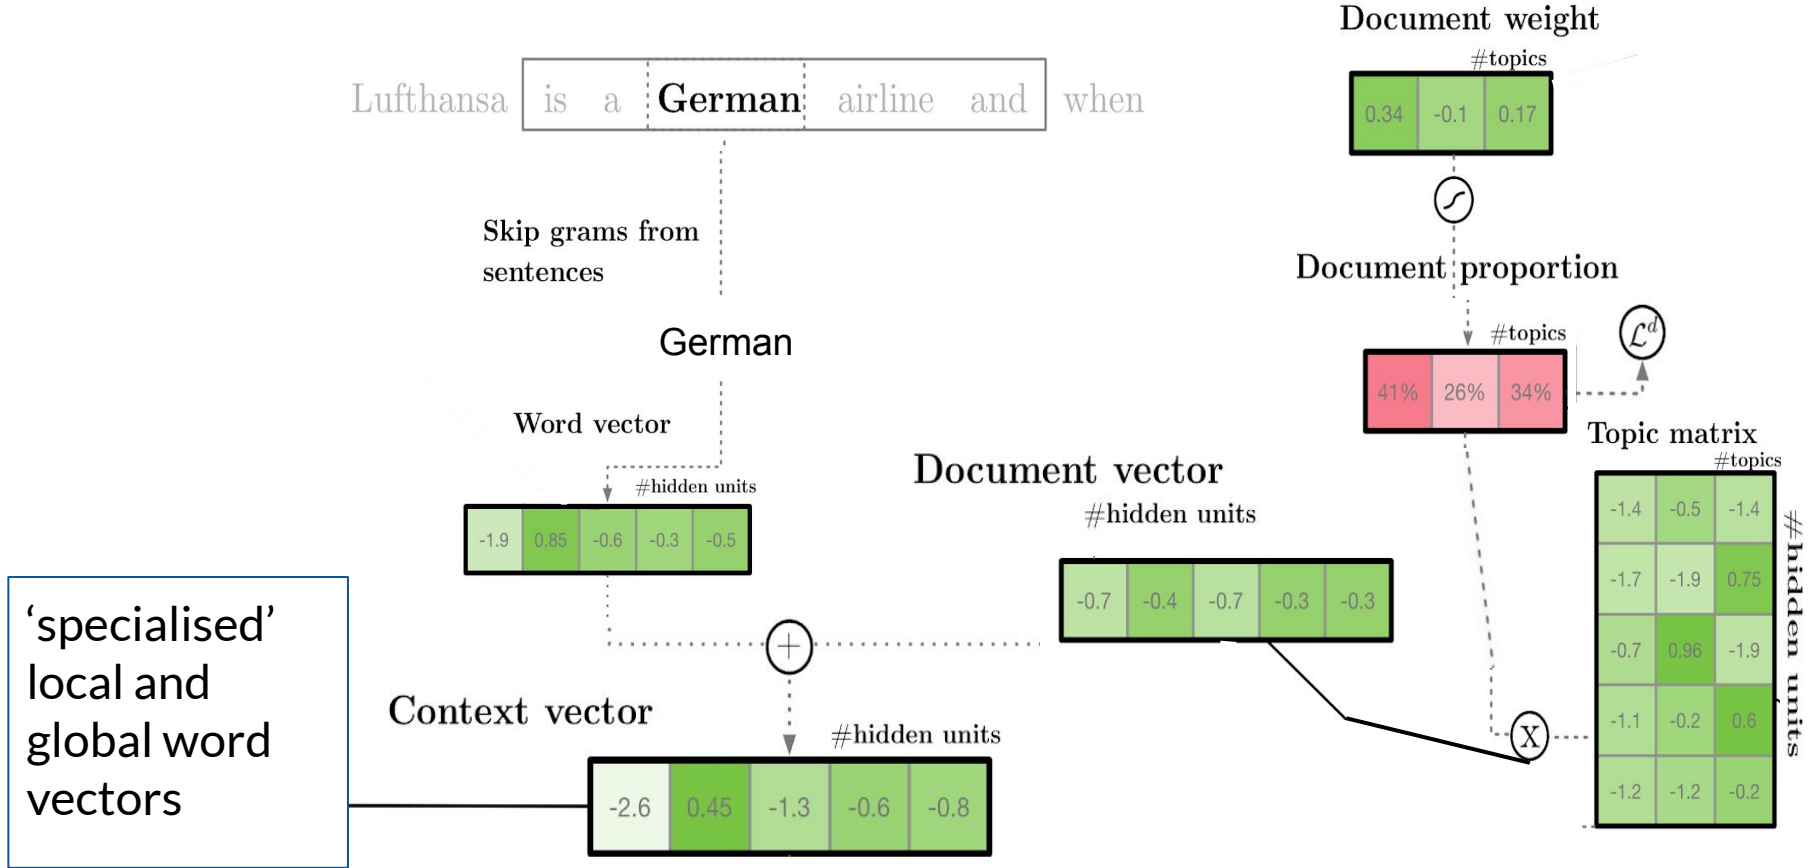 Document weight
#topics
0.34 -0.1 0.17
Lufthansa is a German airline and when
Skip grams from
sentences
Document proportion
#topics
ℒᵈ
41% 26% 34%
German
Word vector
#hidden units
-1.9 0.85 -0.6 -0.3 -0.5
Document vector
#hidden units
-0.7 -0.4 -0.7 -0.3 -0.3
Topic matrix
#topics
-1.4 -0.5 -1.4
-1.7 -1.9 0.75
-0.7 0.96 -1.9
-1.1 -0.2 0.6
-1.2 -1.2 -0.2
#hidden units
X
+
‘specialised’
local and
global word
vectors
Context vector
#hidden units
-2.6 0.45 -1.3 -0.6 -0.8